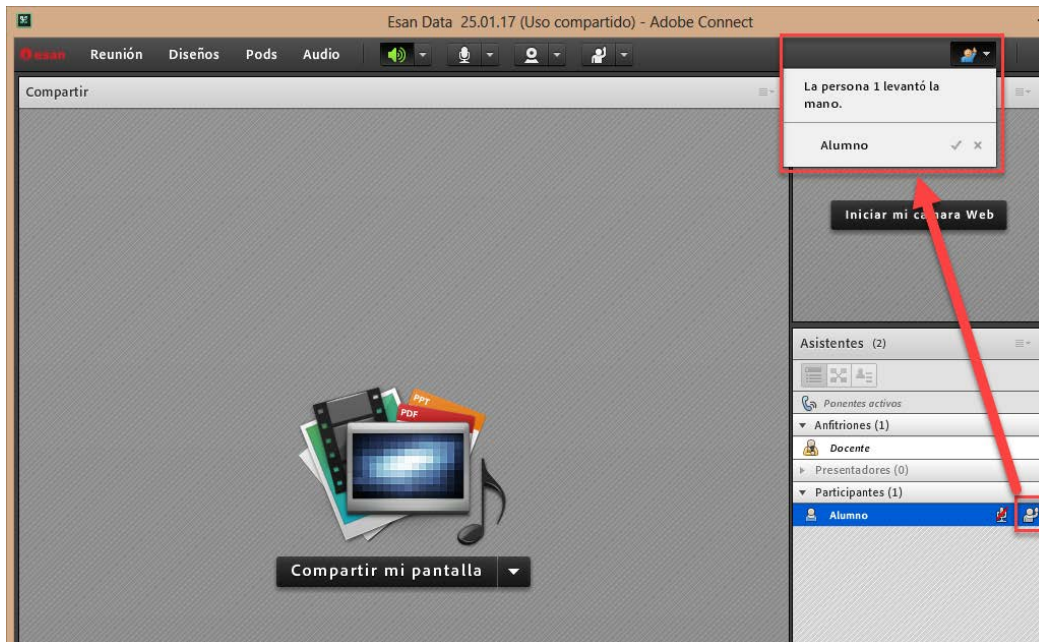 Esan Data 25.01.17 (Uso compartido) - Adobe Connect
esan Reunión Diseños Pods Audio
Compartir
La persona 1 levantó la
mano.
Alumno
Iniciar mi cámara Web
Asistentes (2)
Ponentes activos
Anfitriones (1)
Docente
Presentadores (0)
Participantes (1)
Alumno
PPT
PDF
Compartir mi pantalla